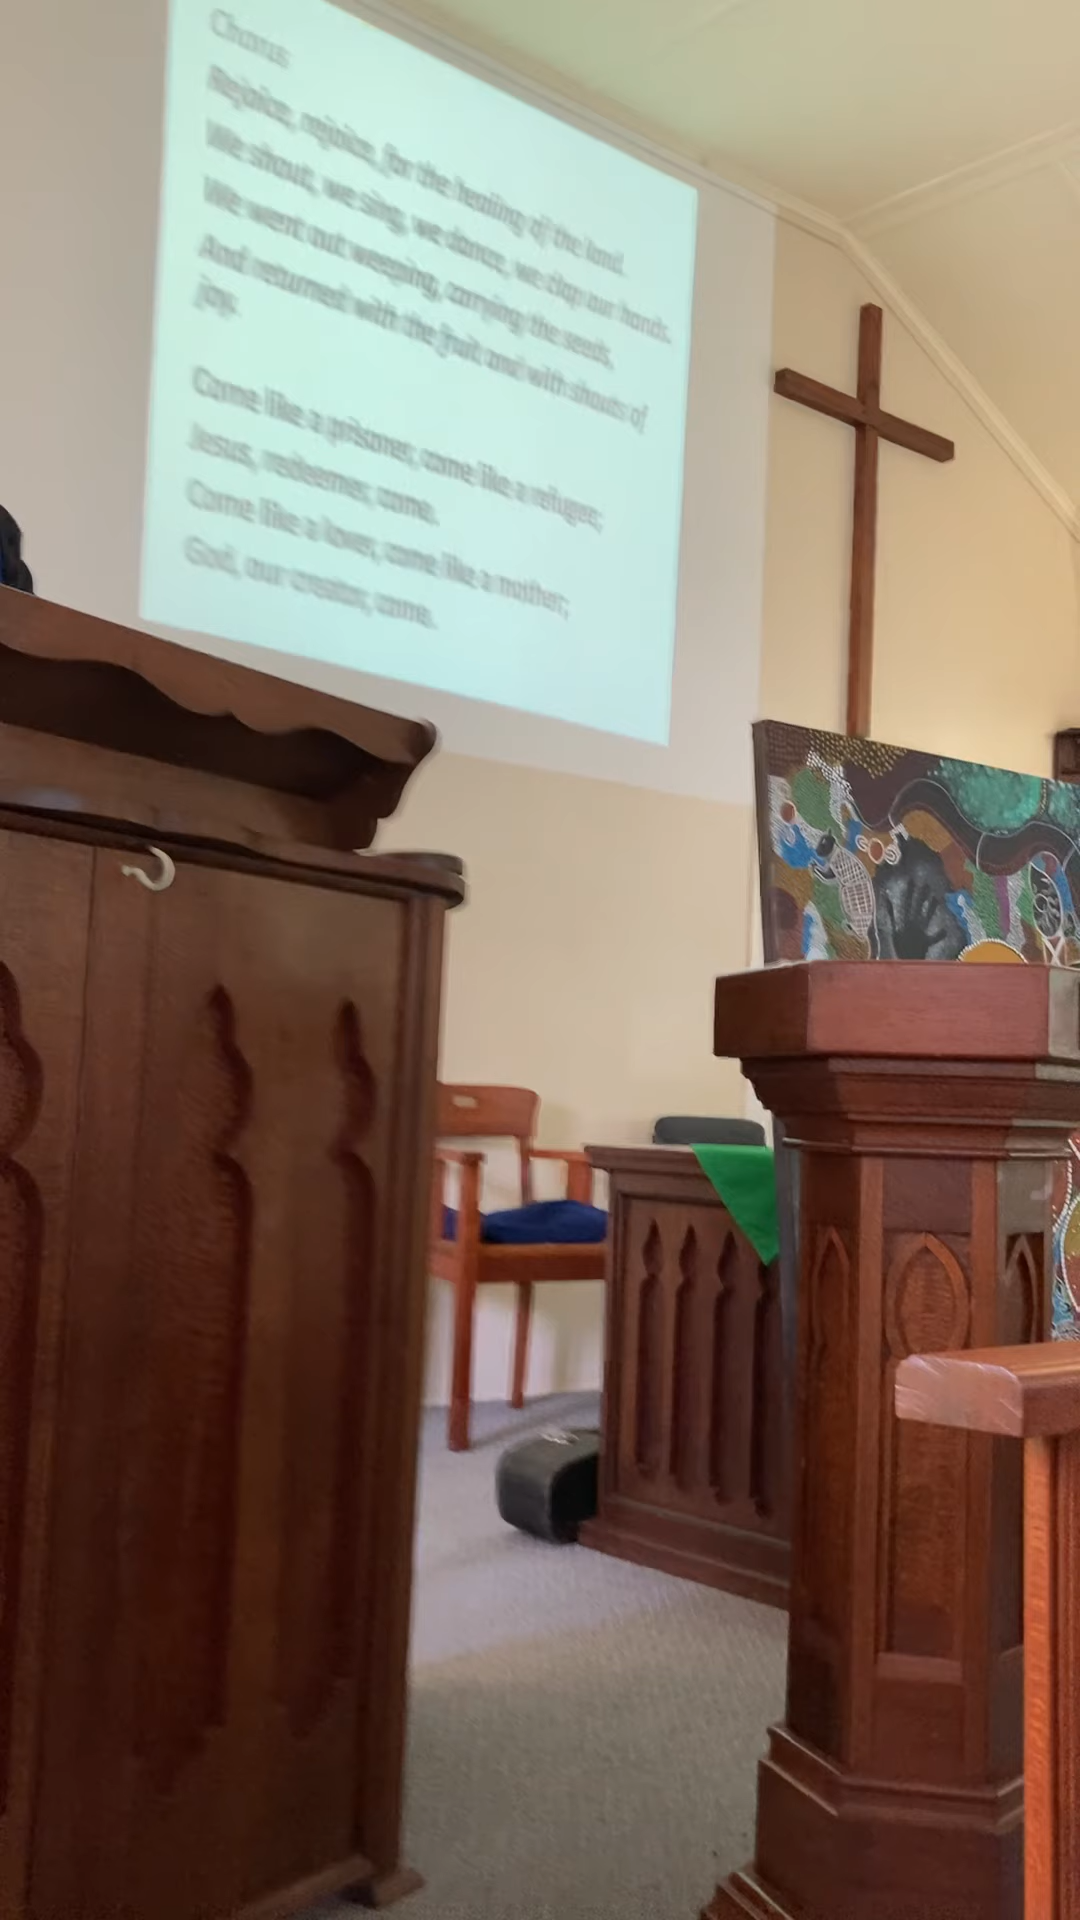 Chorus
Rejoice, rejoice, for the healing of the land.
We shout, we sing, we dance, we clap our hands.
We went out weeping, carrying the seeds,
And returned with the fruit and with shouts of
joy.
Come like a prisoner, come like a refugee;
Jesus, redeemer, come.
Come like a lover, come like a mother;
God, our creator, come.